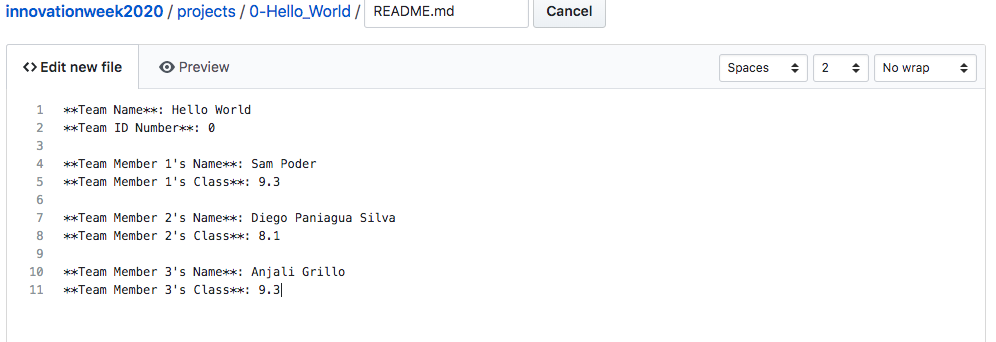 innovationweek2020 / projects / 0-Hello_World / README.md Cancel
<> Edit new file Preview Spaces 2 No wrap
1 **Team Name**: Hello World
2 **Team ID Number**: 0
3
4 **Team Member 1's Name**: Sam Poder
5 **Team Member 1's Class**: 9.3
6
7 **Team Member 2's Name**: Diego Paniagua Silva
8 **Team Member 2's Class**: 8.1
9
10 **Team Member 3's Name**: Anjali Grillo
11 **Team Member 3's Class**: 9.3